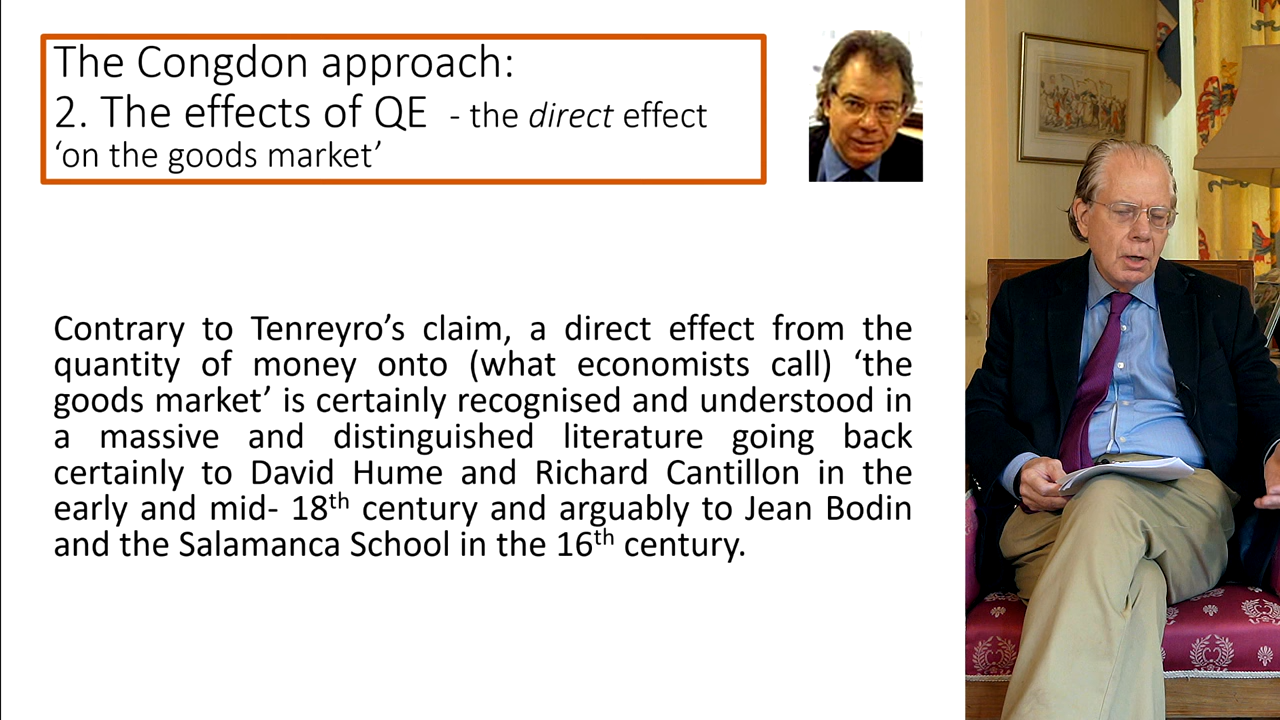 The Congdon approach:
2. The effects of QE - the direct effect
‘on the goods market’
Contrary to Tenreyro’s claim, a direct effect from the
quantity of money onto (what economists call) ‘the
goods market’ is certainly recognised and understood in
a massive and distinguished literature going back
certainly to David Hume and Richard Cantillon in the
early and mid- 18th century and arguably to Jean Bodin
and the Salamanca School in the 16th century.